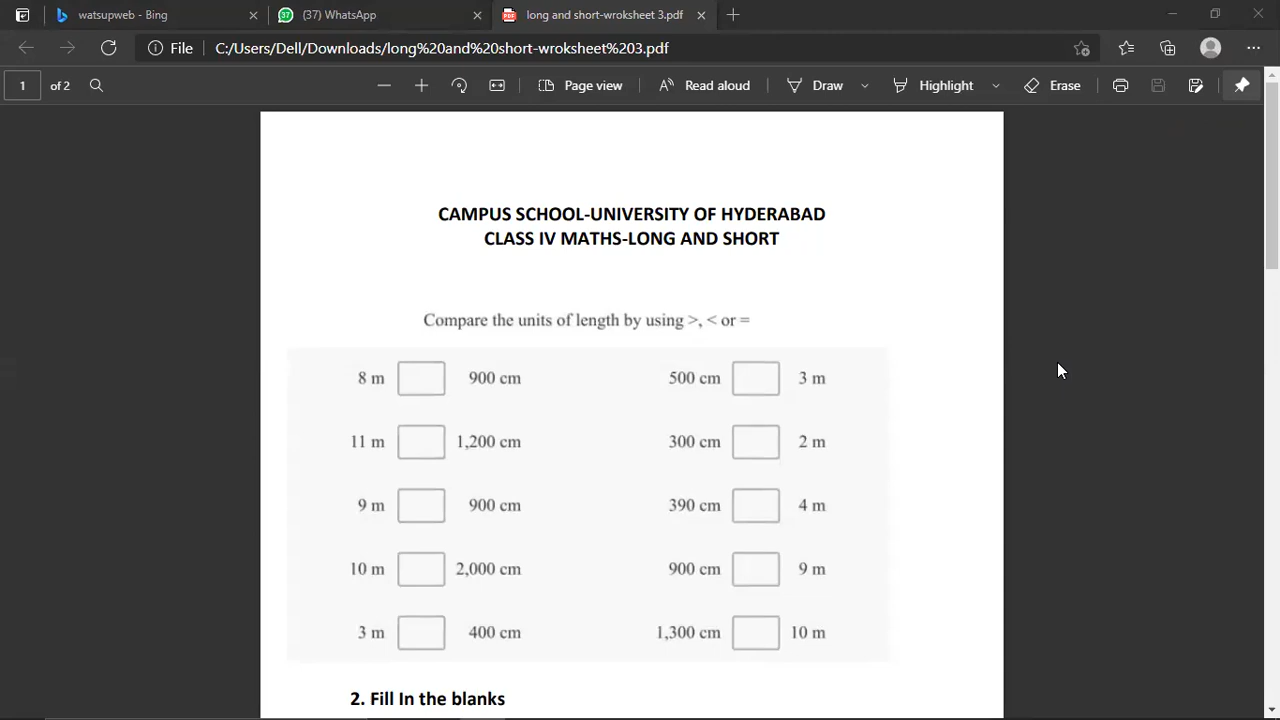 watsupweb - Bing
37 (37) WhatsApp
PDF long and short-wroksheet 3.pdf
File C:/Users/Dell/Downloads/long%20and%20short-wroksheet%203.pdf
1 of 2 Page view Read aloud Draw Highlight Erase
CAMPUS SCHOOL-UNIVERSITY OF HYDERABAD
CLASS IV MATHS-LONG AND SHORT
Compare the units of length by using >, < or =
8 m 900 cm 500 cm 3 m
11 m 1,200 cm 300 cm 2 m
9 m 900 cm 390 cm 4 m
10 m 2,000 cm 900 cm 9 m
3 m 400 cm 1,300 cm 10 m
2. Fill In the blanks